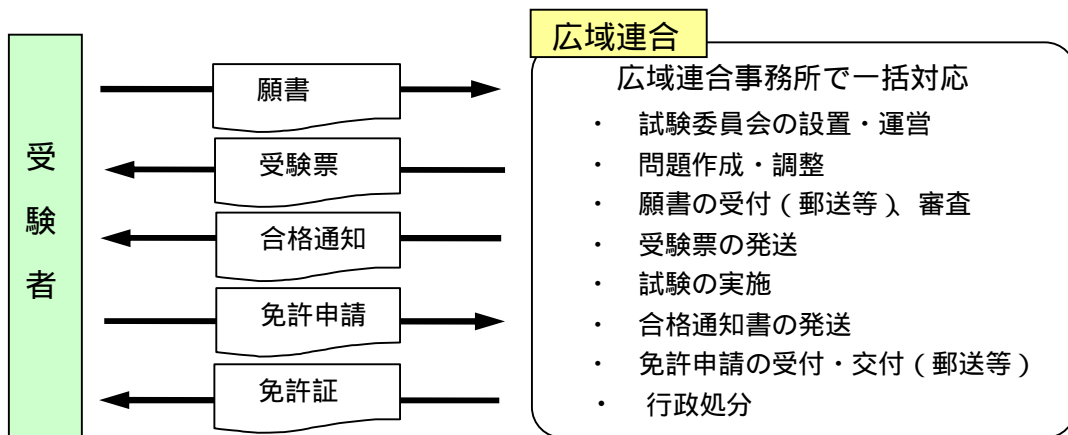 受験者
願書
受験票
合格通知
免許申請
免許証
広域連合
広域連合事務所で一括対応
・ 試験委員会の設置・運営
・ 問題作成・調整
・ 願書の受付(郵送等)、審査
・ 受験票の発送
・ 試験の実施
・ 合格通知書の発送
・ 免許申請の受付・交付(郵送等)
・ 行政処分